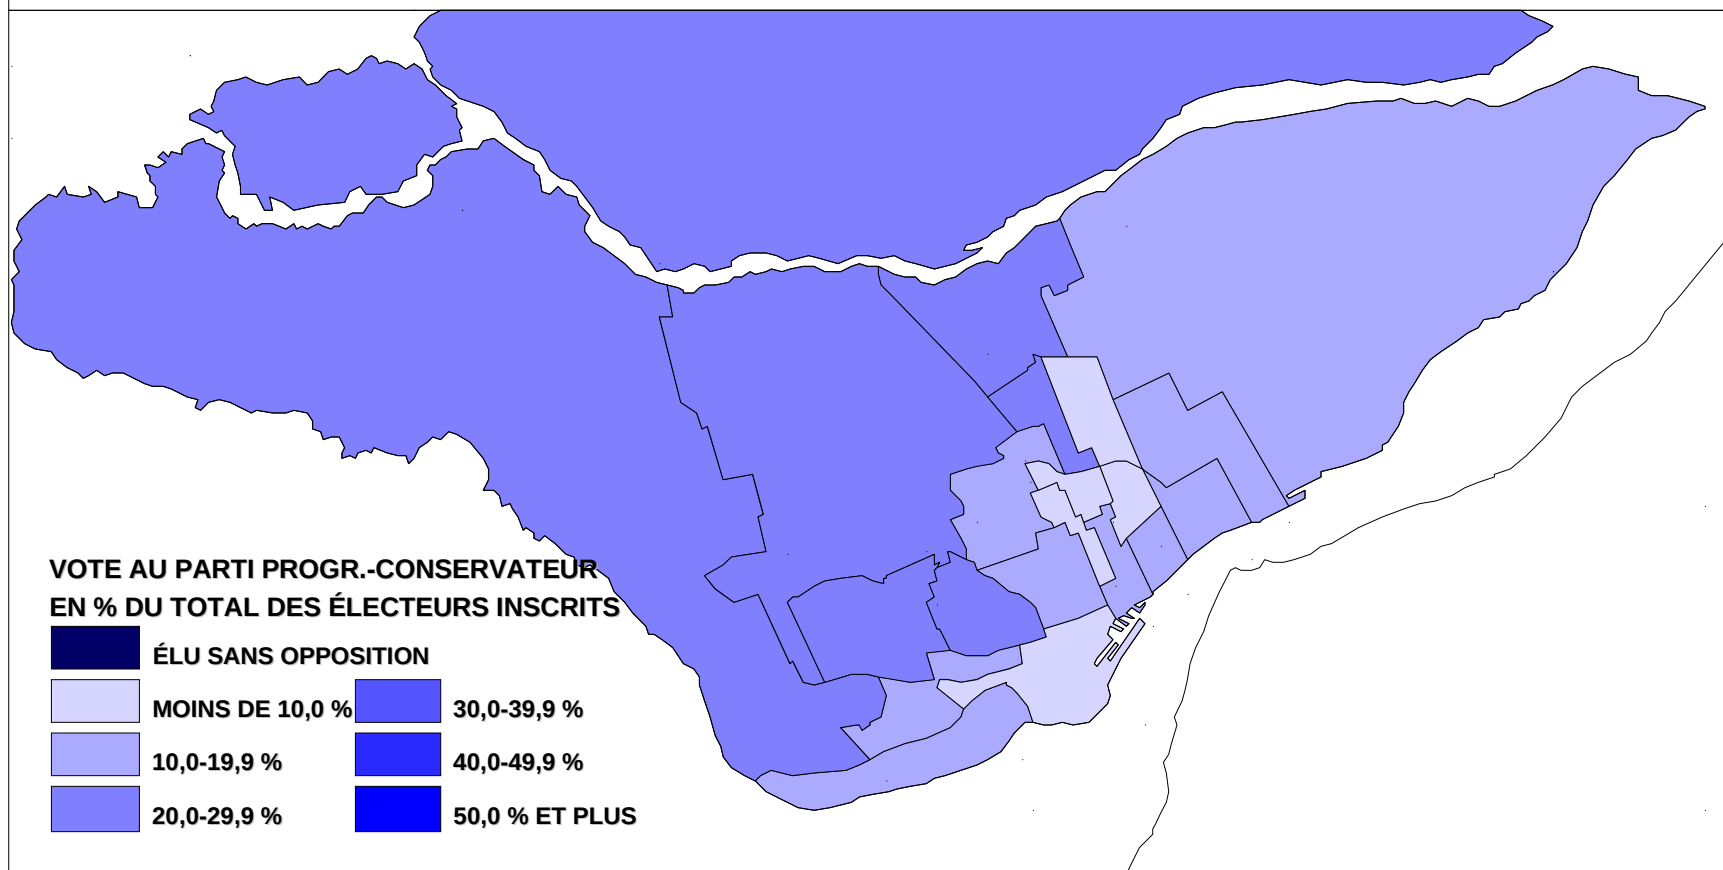 VOTE AU PARTI PROGR.-CONSERVATEUR
EN % DU TOTAL DES ÉLECTEURS INSCRITS
ÉLU SANS OPPOSITION
MOINS DE 10,0 %
30,0-39,9 %
10,0-19,9 %
40,0-49,9 %
20,0-29,9 %
50,0 % ET PLUS